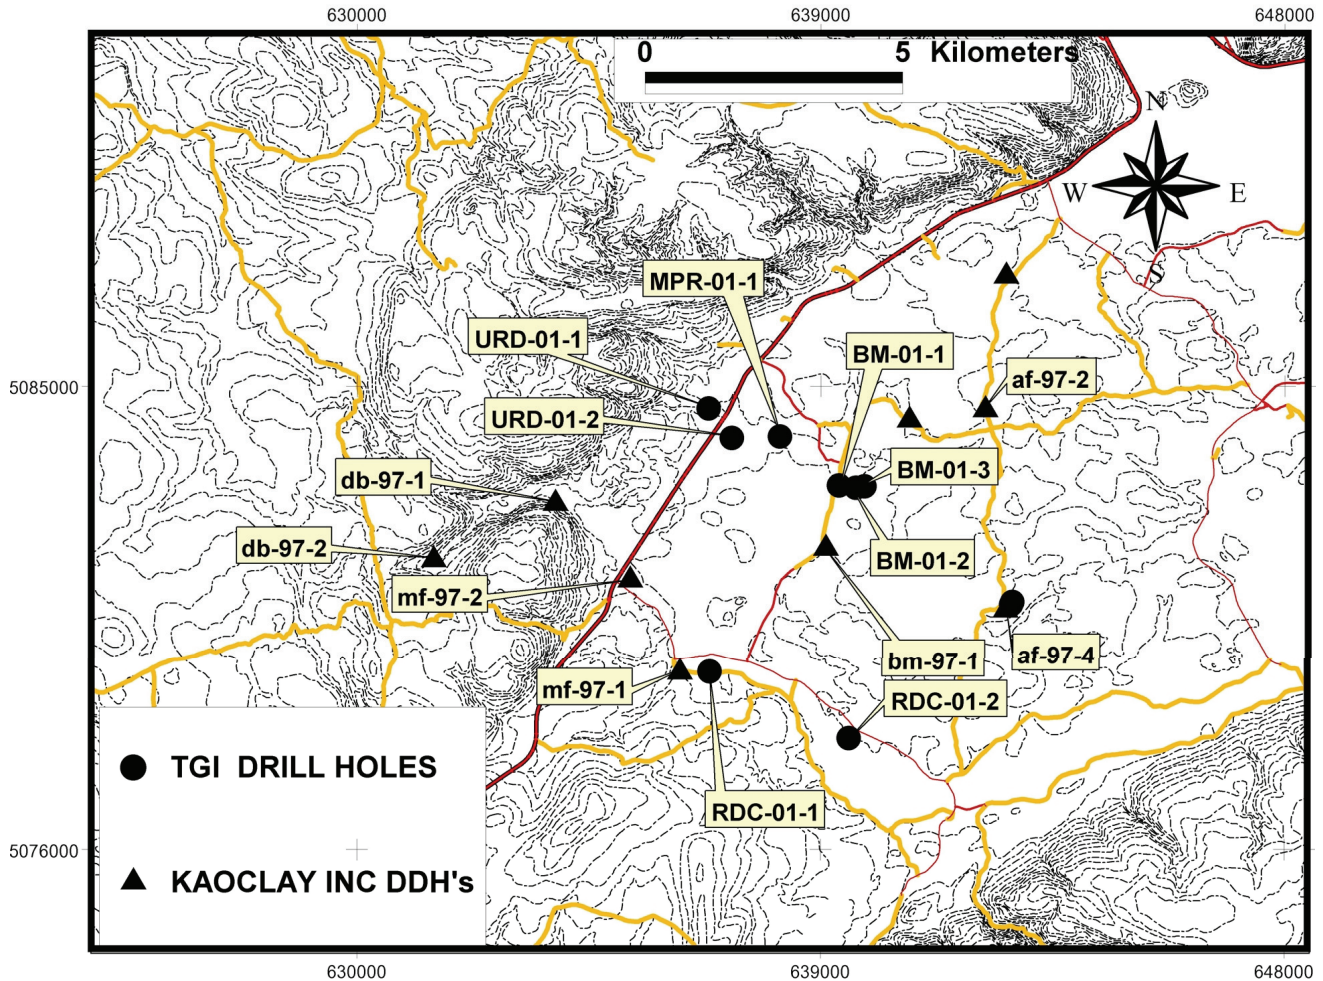 630000
639000
648000
0 5 Kilometers
N
W E
S
MPR-01-1
URD-01-1
BM-01-1
5085000
af-97-2
URD-01-2
db-97-1
BM-01-3
db-97-2
BM-01-2
mf-97-2
bm-97-1
af-97-4
mf-97-1
RDC-01-2
TGI DRILL HOLES
RDC-01-1
5076000
KAOCLAY INC DDH's
630000
639000
648000